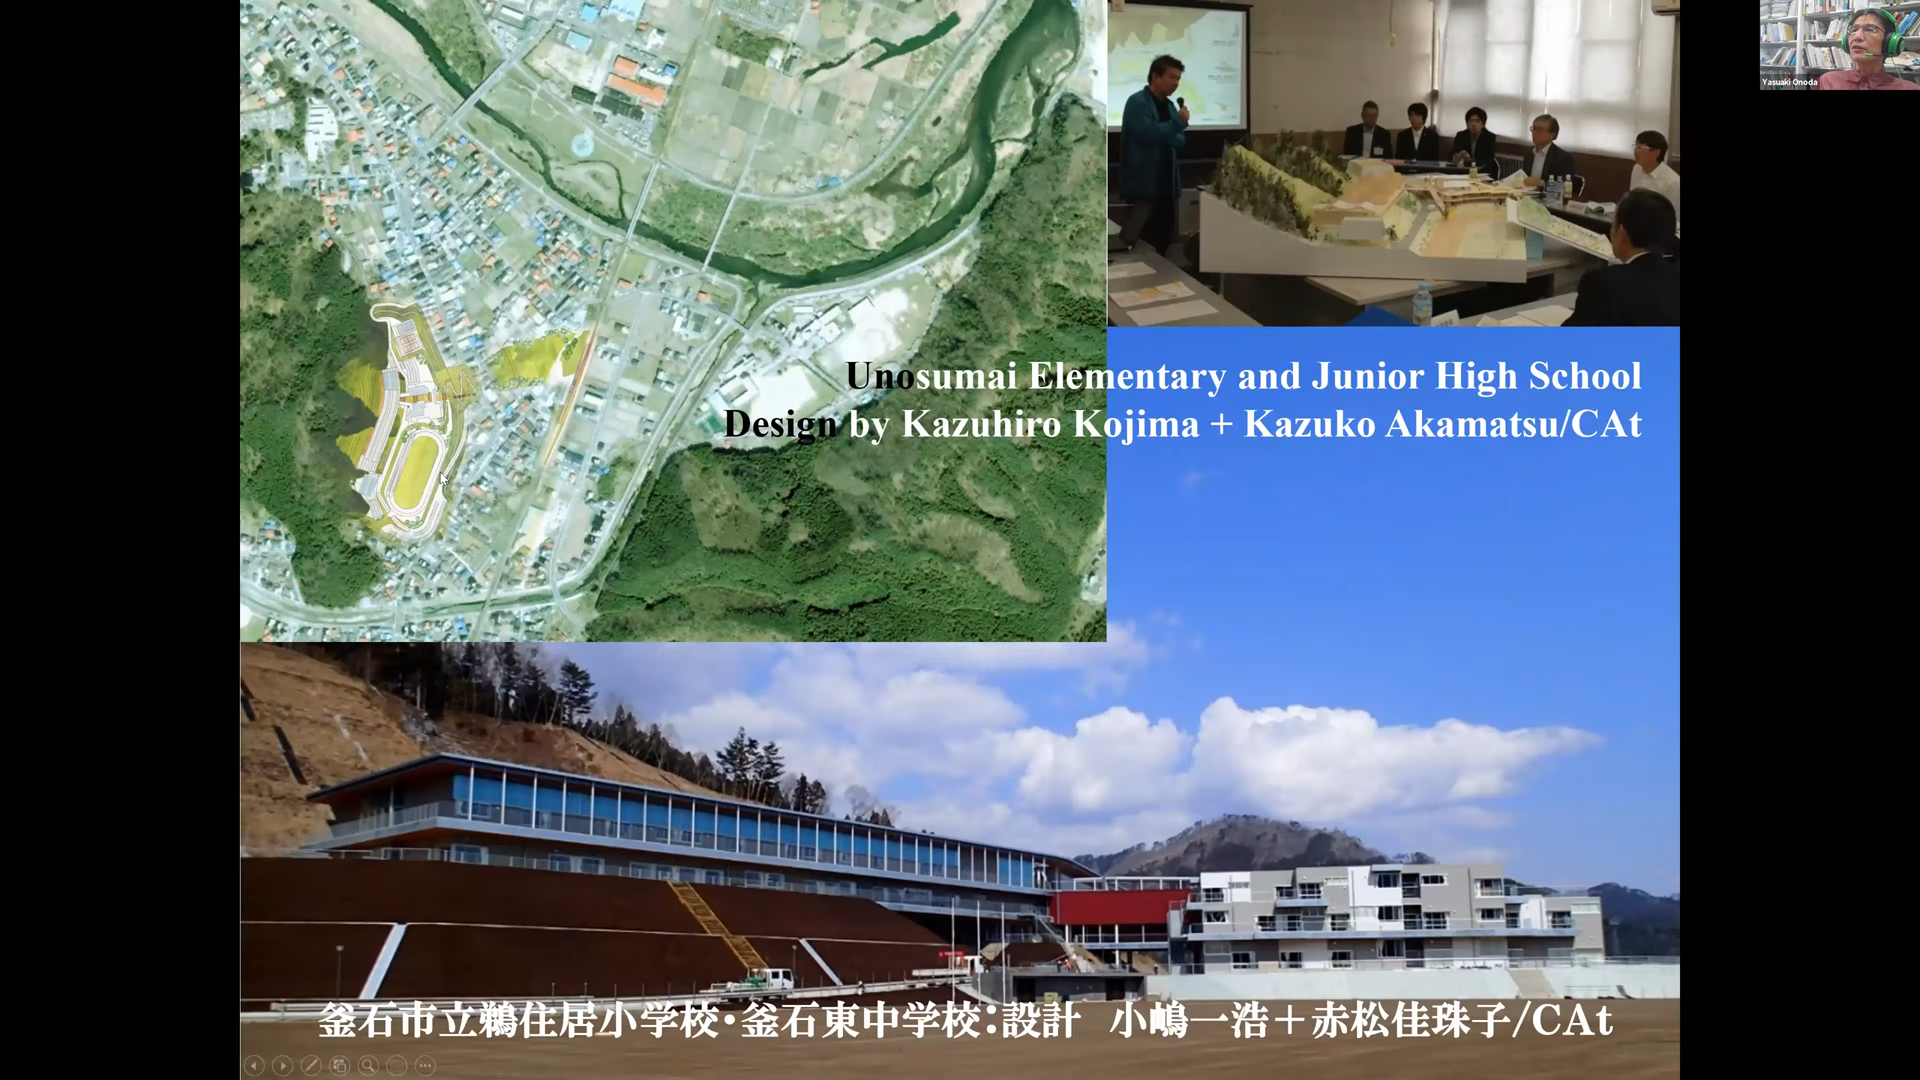 Yasuaki Onoda
Unosumai Elementary and Junior High School
Design by Kazuhiro Kojima + Kazuko Akamatsu/CAt
釜石市立鵜住居小学校・釜石東中学校：設計　小嶋一浩＋赤松佳珠子/CAt